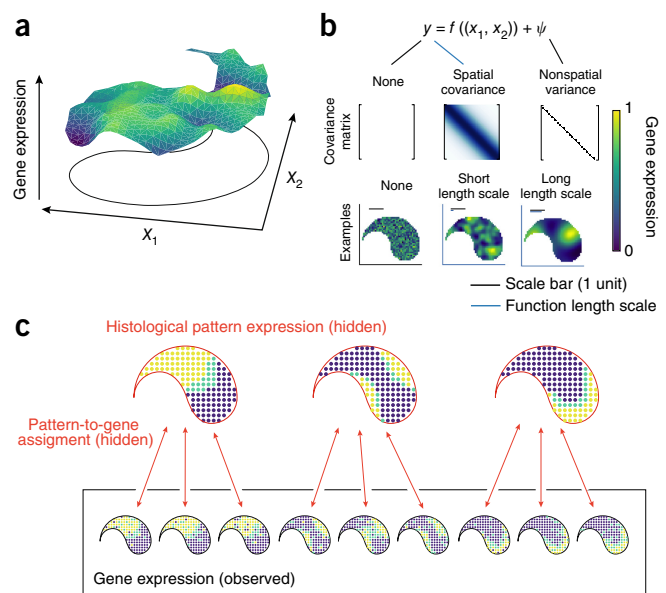 a
Gene expression
X1
X2
b
y = f ((x1, x2)) + ψ
None
Spatial
covariance
Nonspatial
variance
Covariance
matrix
1
Gene expression
0
None
Short
length scale
Long
length scale
Examples
Scale bar (1 unit)
Function length scale
c
Histological pattern expression (hidden)
Pattern-to-gene
assigment (hidden)
Gene expression (observed)